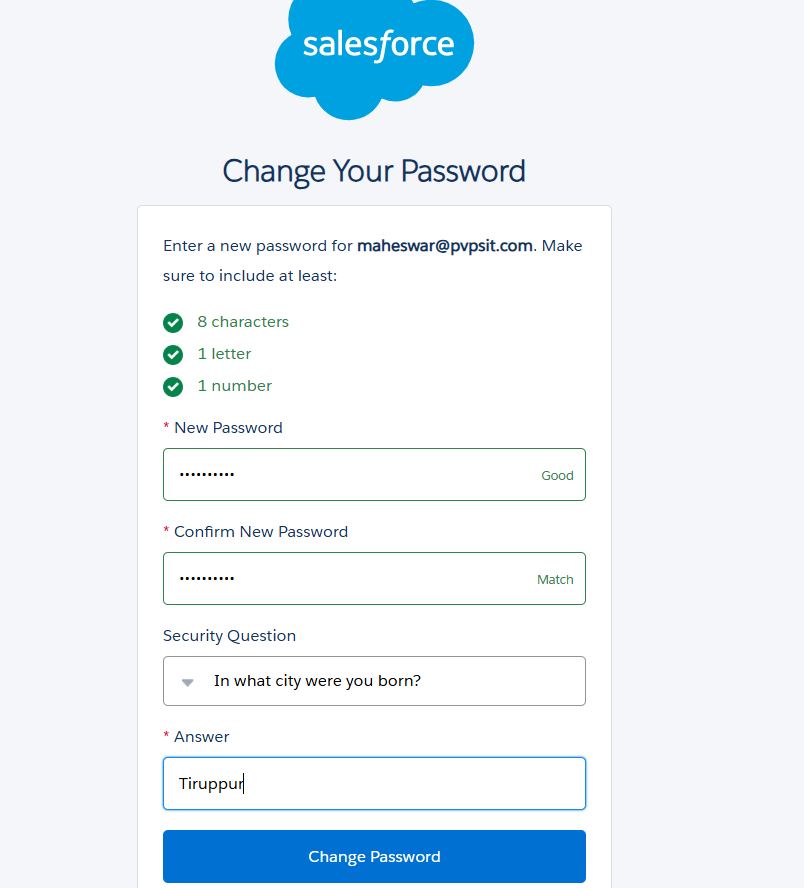 salesforce
Change Your Password
Enter a new password for maheswar@pvpsit.com. Make
sure to include at least:
8 characters
1 letter
1 number
* New Password
•••••••••• Good
* Confirm New Password
•••••••••• Match
Security Question
In what city were you born?
* Answer
Tiruppur
Change Password